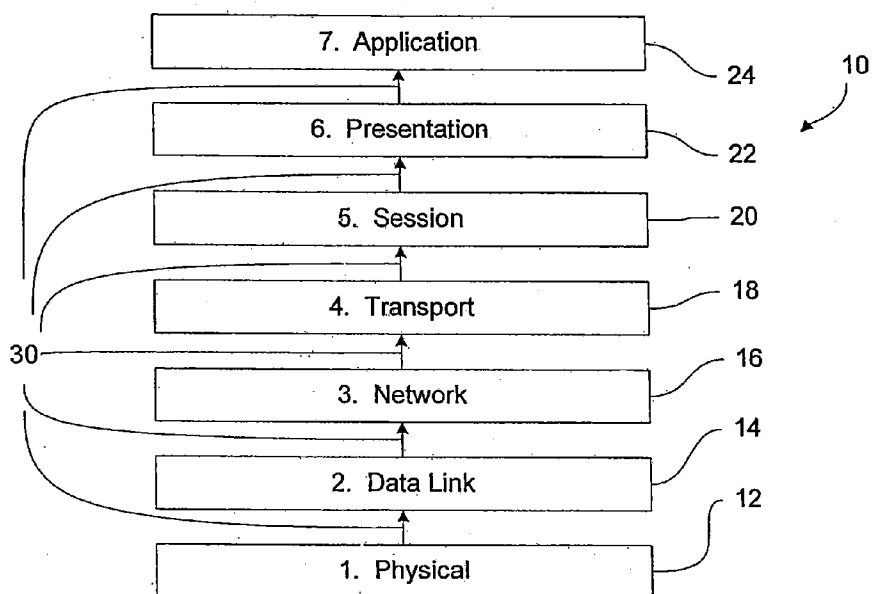 7. Application
24
10
6. Presentation
22
5. Session
20
4. Transport
18
30
16
3. Network
14
2. Data Link
12
1. Physical